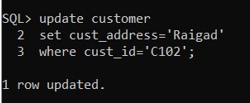 SQL> update customer
2 set cust_address='Raigad'
3 where cust_id='C102';
1 row updated.